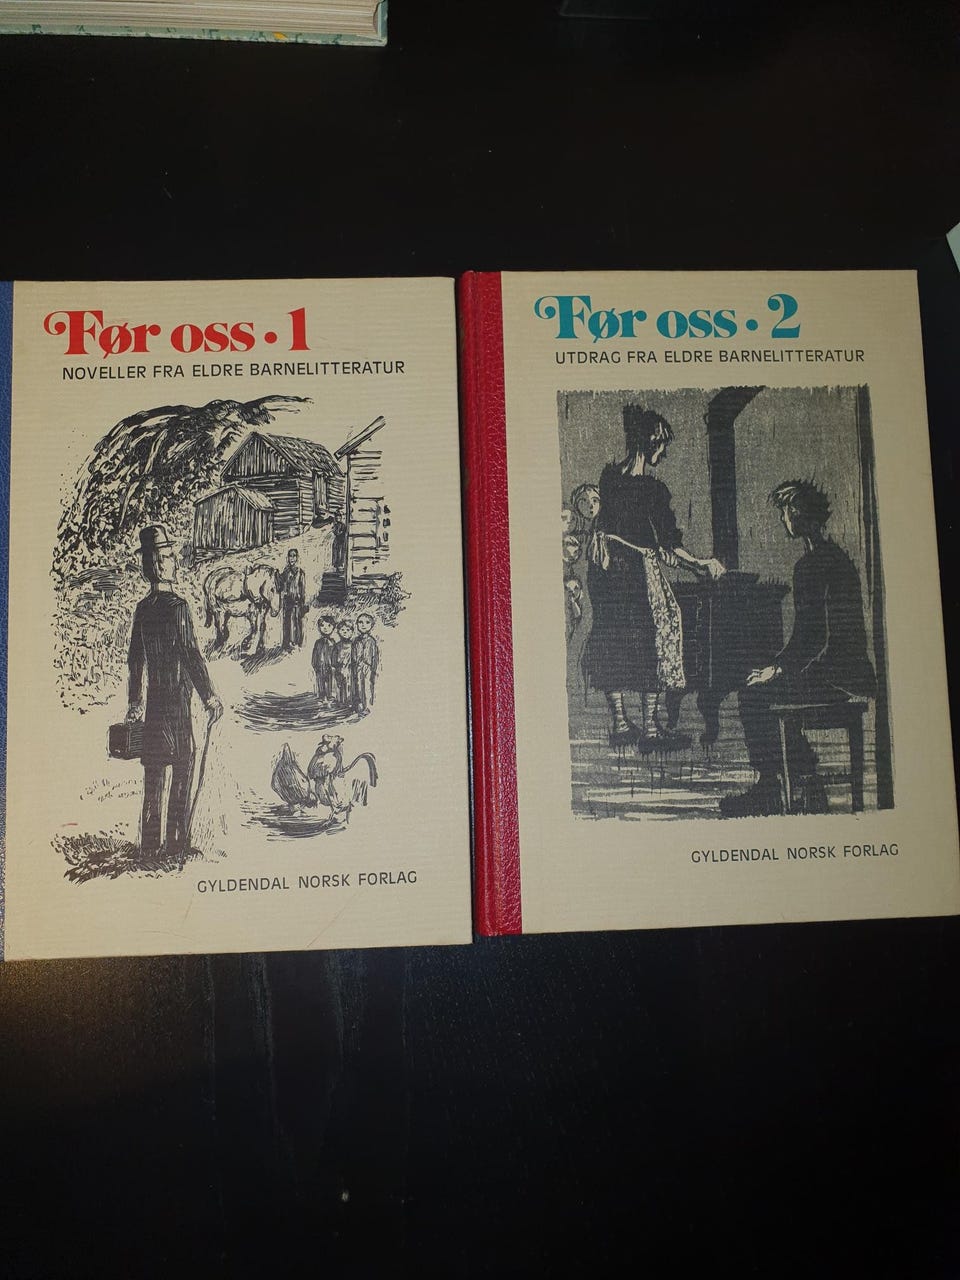 Før oss • 1
NOVELLER FRA ELDRE BARNELITTERATUR
GYLDENDAL NORSK FORLAG
Før oss • 2
UTDRAG FRA ELDRE BARNELITTERATUR
GYLDENDAL NORSK FORLAG